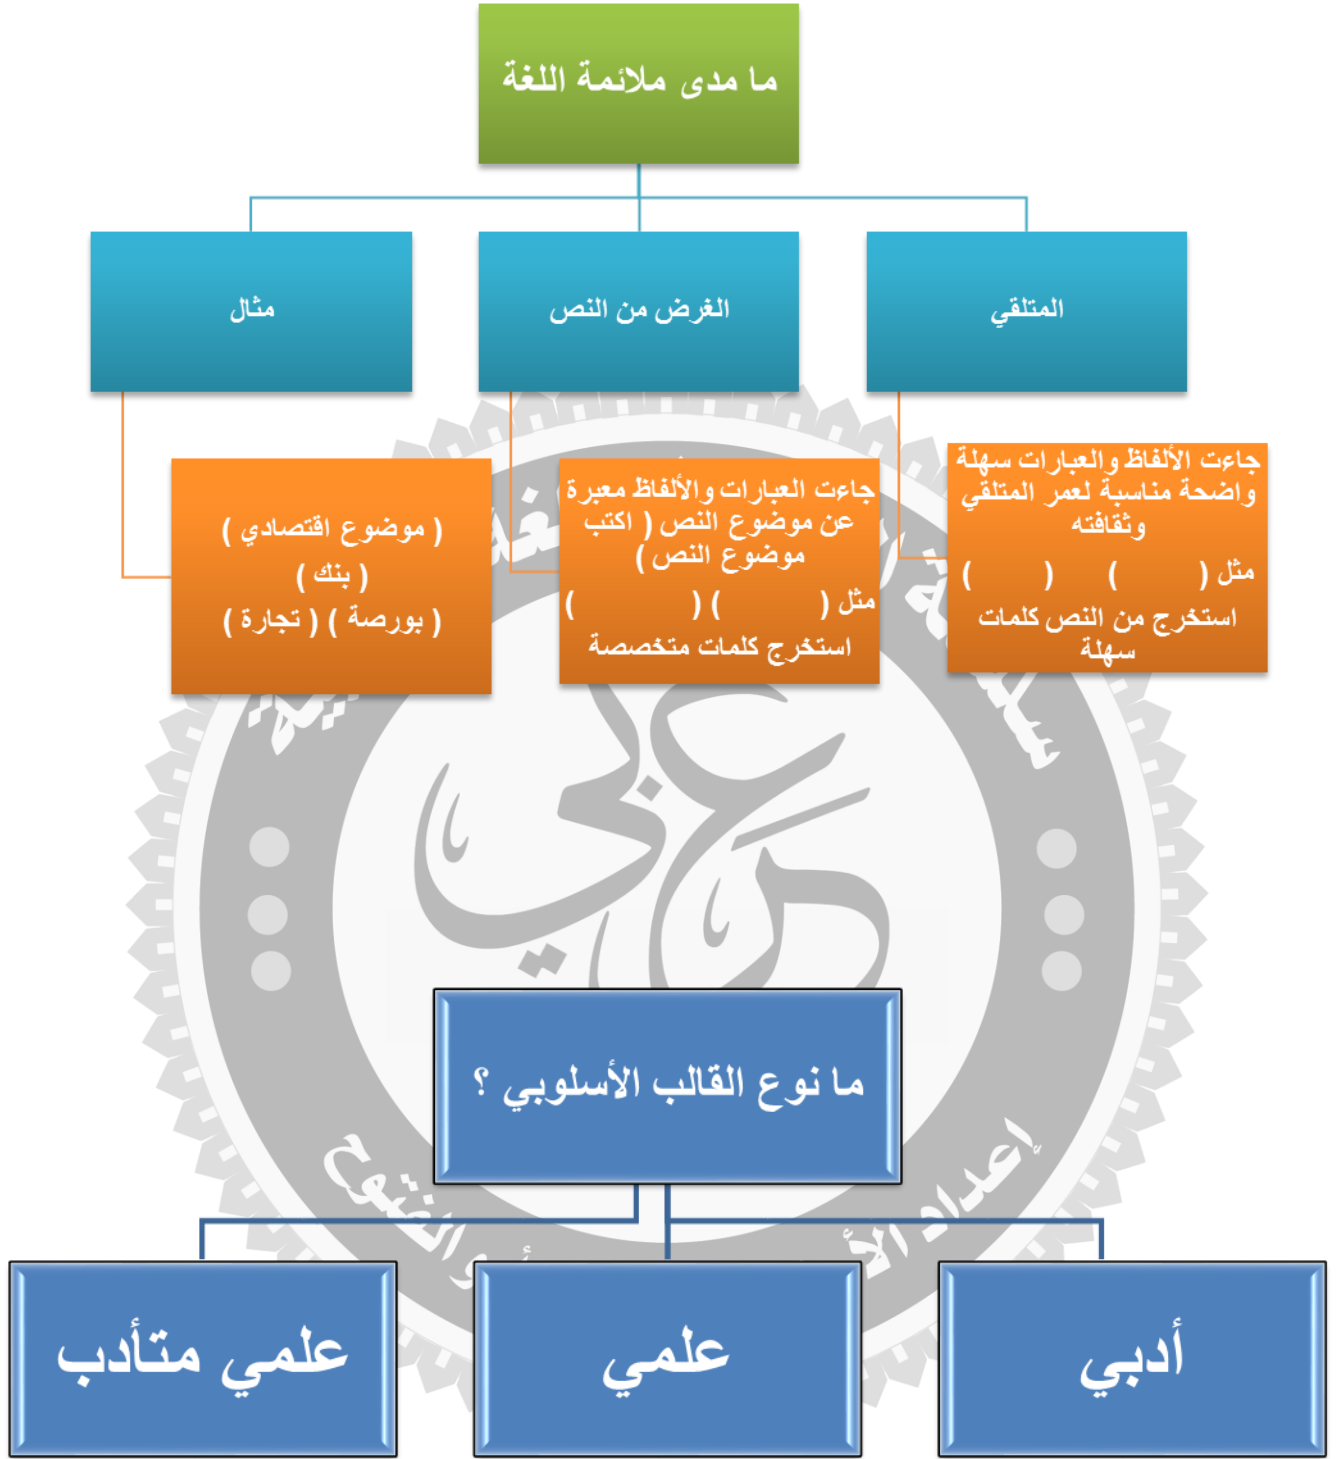 ما مدى ملائمة اللغة
المتلقي
الغرض من النص
مثال
جاءت الألفاظ والعبارات سهلة
واضحة مناسبة لعمر المتلقي
وثقافته
مثل (          ) (          )
استخرج من النص كلمات
سهلة
جاءت العبارات والألفاظ معبرة
عن موضوع النص ( اكتب
موضوع النص )
مثل (          ) (          )
استخرج كلمات متخصصة
( موضوع اقتصادي )
( بنك )
( بورصة ) ( تجارة )
عربي
ما نوع القالب الأسلوبي ؟
إعداد
أدبي
علمي
علمي متأدب